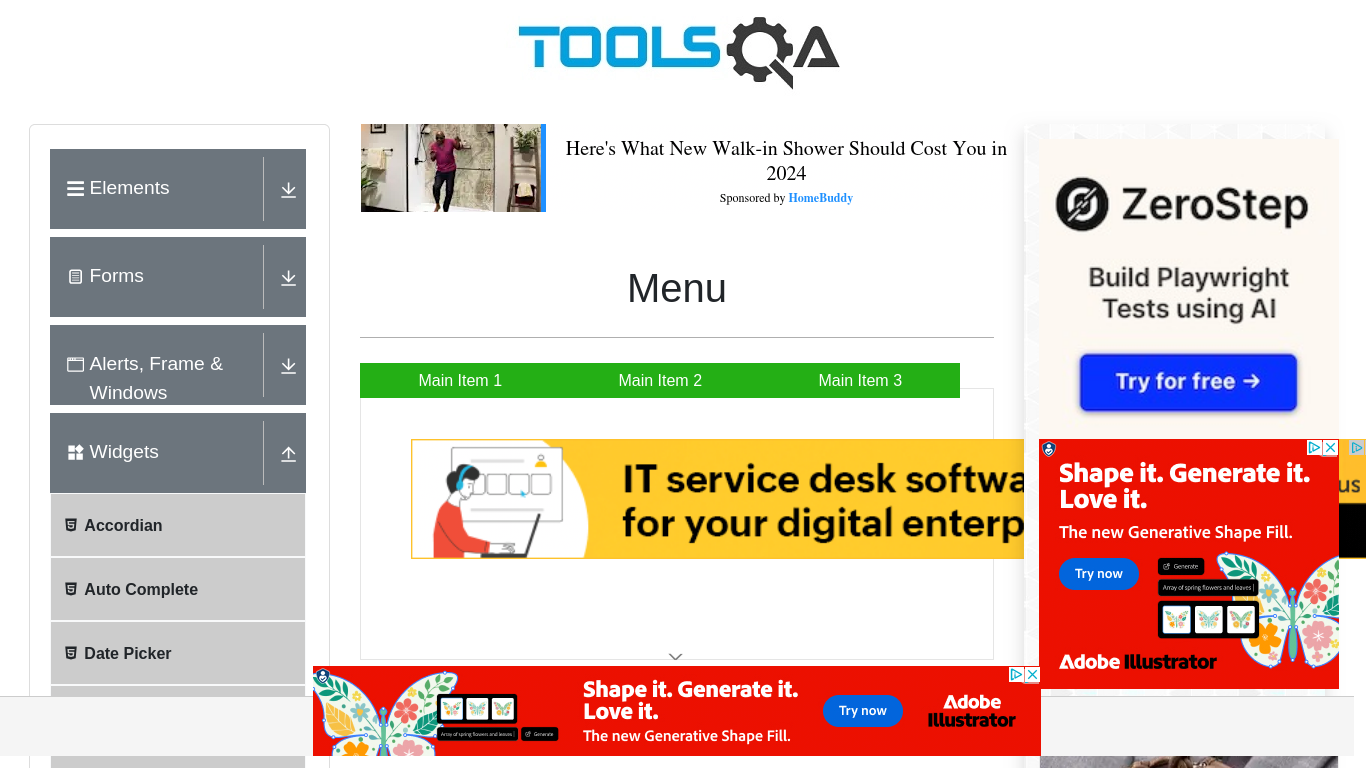 TOOLSQA
Elements
Forms
Alerts, Frame &
Windows
Widgets
Accordian
Auto Complete
Date Picker
Here's What New Walk-in Shower Should Cost You in
2024
Sponsored by HomeBuddy
Menu
Main Item 1
Main Item 2
Main Item 3
IT service desk softwa
for your digital enterp
ZeroStep
Build Playwright
Tests using AI
Try for free →
us
Shape it. Generate it.
Love it.
The new Generative Shape Fill.
Try now
Generate
Array of spring flowers and leaves
Adobe Illustrator
Shape it. Generate it.
Love it.
The new Generative Shape Fill.
Array of spring flowers and leaves
Generate
Try now
Adobe
Illustrator